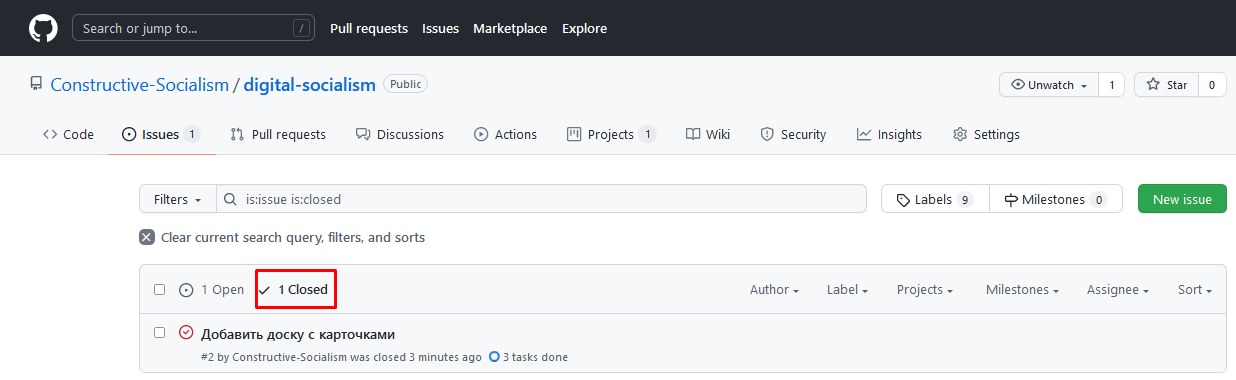 Search or jump to... / Pull requests Issues Marketplace Explore
Constructive-Socialism / digital-socialism Public Unwatch 1 Star 0
Code Issues 1 Pull requests Discussions Actions Projects 1 Wiki Security Insights Settings
Filters is:issue is:closed Labels 9 Milestones 0 New issue
Clear current search query, filters, and sorts
1 Open 1 Closed Author Label Projects Milestones Assignee Sort
Добавить доску с карточками
#2 by Constructive-Socialism was closed 3 minutes ago 3 tasks done